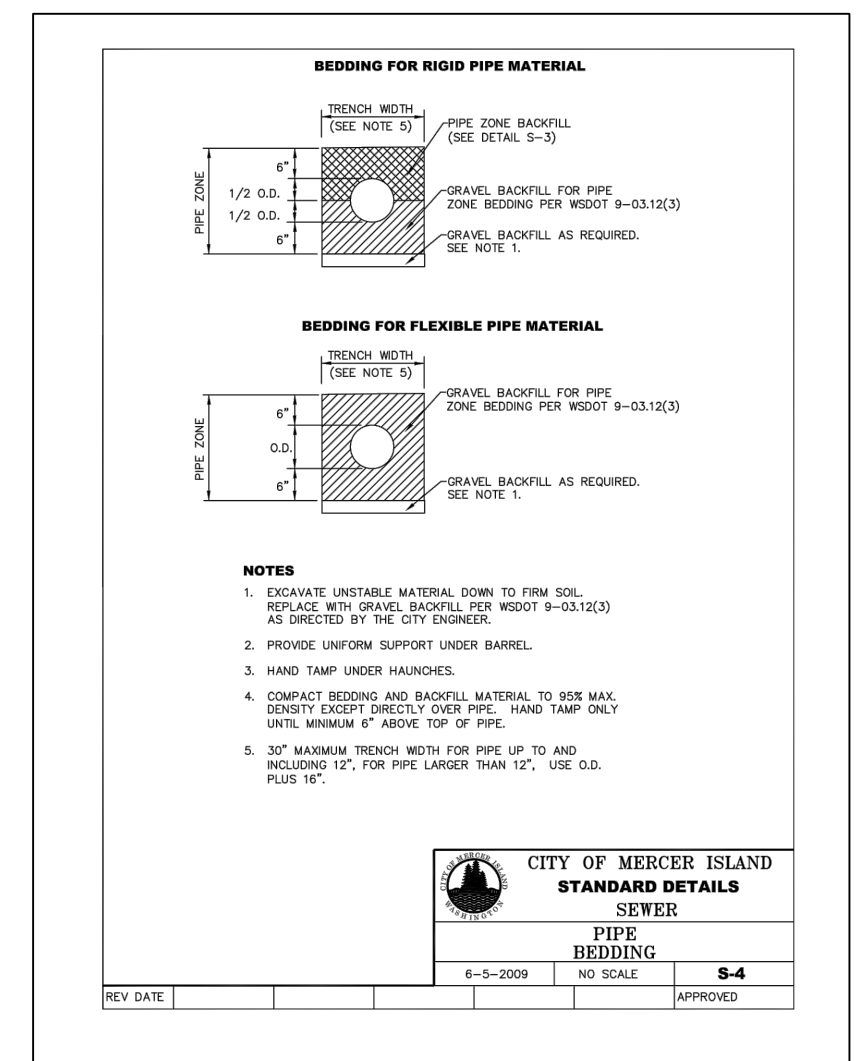 BEDDING FOR RIGID PIPE MATERIAL
TRENCH WIDTH
(SEE NOTE 5)
PIPE ZONE BACKFILL
(SEE DETAIL S-3)
PIPE ZONE
6"
1/2 O.D.
1/2 O.D.
6"
GRAVEL BACKFILL FOR PIPE
ZONE BEDDING PER WSDOT 9-03.12(3)
GRAVEL BACKFILL AS REQUIRED.
SEE NOTE 1.
BEDDING FOR FLEXIBLE PIPE MATERIAL
TRENCH WIDTH
(SEE NOTE 5)
GRAVEL BACKFILL FOR PIPE
ZONE BEDDING PER WSDOT 9-03.12(3)
PIPE ZONE
6"
O.D.
6"
GRAVEL BACKFILL AS REQUIRED.
SEE NOTE 1.
NOTES
1. EXCAVATE UNSTABLE MATERIAL DOWN TO FIRM SOIL.
REPLACE WITH GRAVEL BACKFILL PER WSDOT 9-03.12(3)
AS DIRECTED BY THE CITY ENGINEER.
2. PROVIDE UNIFORM SUPPORT UNDER BARREL.
3. HAND TAMP UNDER HAUNCHES.
4. COMPACT BEDDING AND BACKFILL MATERIAL TO 95% MAX.
DENSITY EXCEPT DIRECTLY OVER PIPE. HAND TAMP ONLY
UNTIL MINIMUM 6" ABOVE TOP OF PIPE.
5. 30" MAXIMUM TRENCH WIDTH FOR PIPE UP TO AND
INCLUDING 12", FOR PIPE LARGER THAN 12", USE O.D.
PLUS 16".
CITY OF MERCER ISLAND
WASHINGTON
CITY OF MERCER ISLAND
STANDARD DETAILS
SEWER
PIPE
BEDDING
6-5-2009
NO SCALE
S-4
REV DATE
APPROVED